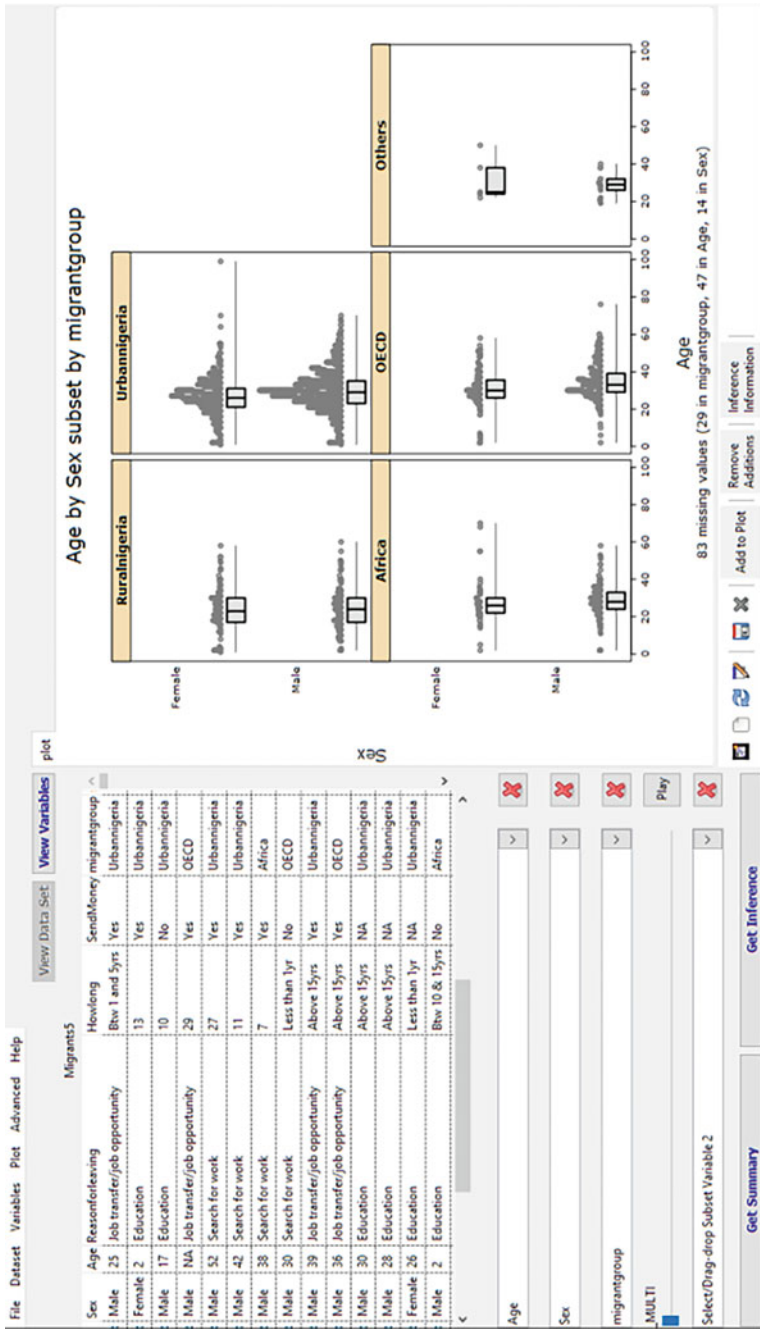 File Dataset Variables Plot Advanced Help
View Data Set View Variables
Migrants5
Sex Age Reasonforleaving Howlong SendMoney migrantgroup
Male 25 Job transfer/job opportunity Btw 1 and 5yrs Yes Urbannigeria
Female 2 Education 13 Yes Urbannigeria
Male 17 Education 10 No Urbannigeria
Male NA Job transfer/job opportunity 29 Yes OECD
Male 52 Search for work 27 Yes Urbannigeria
Male 42 Search for work 11 Yes Urbannigeria
Male 38 Search for work 7 Yes Africa
Male 30 Search for work Less than 1yr No OECD
Male 39 Job transfer/job opportunity Above 15yrs Yes Urbannigeria
Male 36 Job transfer/job opportunity Above 15yrs Yes OECD
Male 30 Education Above 15yrs NA Urbannigeria
Male 28 Education Above 15yrs NA Urbannigeria
Female 26 Education Less than 1yr NA Urbannigeria
Male 2 Education Btw 10 & 15yrs No Africa
Age
Sex
migrantgroup
_MULTI
Play
Select/Drag-drop Subset Variable 2
Get Summary Get Inference
plot
Age by Sex subset by migrantgroup
Ruralnigeria Urbannigeria
Female
Male
0 20 40 60 80 100
Africa OECD Others
Female
Male
0 20 40 60 80 100 0 20 40 60 80 100
Sex
Age
83 missing values (29 in migrantgroup, 47 in Age, 14 in Sex)
Add to Plot Remove Additions Inference Information